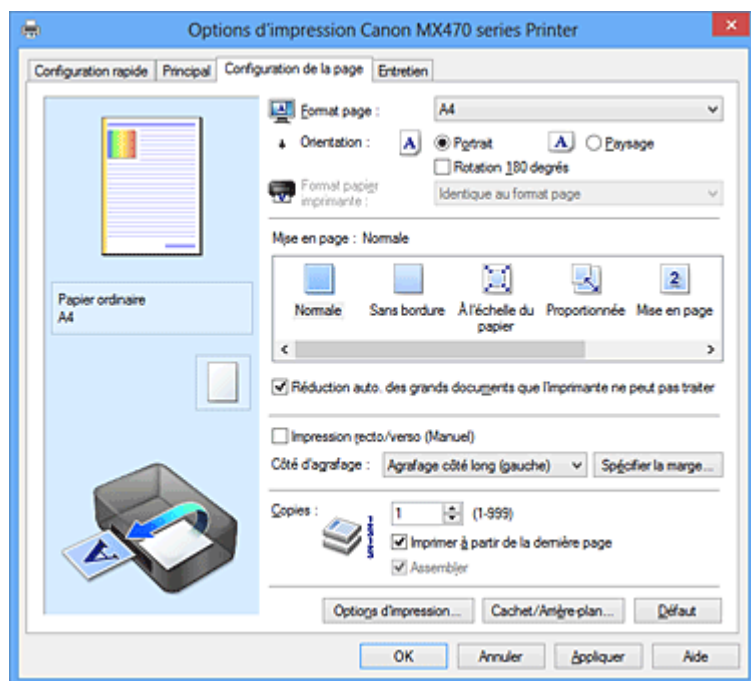 Options d'impression Canon MX470 series Printer
Configuration rapide Principal Configuration de la page Entretien
Format page : A4
Orientation : A Portrait A Paysage
Rotation 180 degrés
Format papier imprimante : Identique au format page
Mise en page : Normale
Papier ordinaire
A4
Normale Sans bordure À l'échelle du papier Proportionnée 2 Mise en page
Réduction auto. des grands documents que l'imprimante ne peut pas traiter
Impression recto/verso (Manuel)
Côté d'agrafage : Agrafage côté long (gauche) Spécifier la marge...
Copies : 1 (1-999)
Imprimer à partir de la dernière page
Assembler
Options d'impression... Cachet/Arrière-plan... Défaut
OK Annuler Appliquer Aide